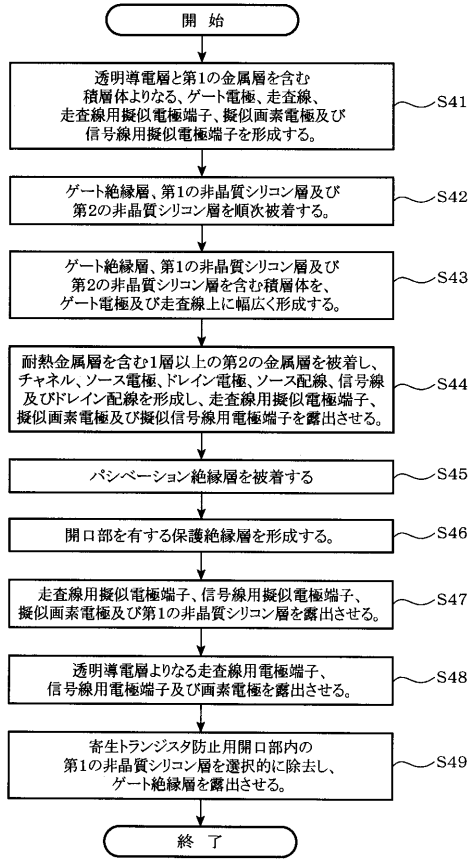 開始
透明導電層と第1の金属層を含む
積層体よりなる、ゲート電極、走査線、
走査線用擬似電極端子、擬似画素電極及び
信号線用擬似電極端子を形成する。
S41
ゲート絶縁層、第1の非晶質シリコン層及び
第2の非晶質シリコン層を順次被着する。
S42
ゲート絶縁層、第1の非晶質シリコン層及び
第2の非晶質シリコン層を含む積層体を、
ゲート電極及び走査線上に幅広く形成する。
S43
耐熱金属層を含む1層以上の第2の金属層を被着し、
チャネル、ソース電極、ドレイン電極、ソース配線、信号線
及びドレイン配線を形成し、走査線用擬似電極端子、
擬似画素電極及び擬似信号線用電極端子を露出させる。
S44
パシベーション絶縁層を被着する
S45
開口部を有する保護絶縁層を形成する。
S46
走査線用擬似電極端子、信号線用擬似電極端子、
擬似画素電極及び第1の非晶質シリコン層を露出させる。
S47
透明導電層よりなる走査線用電極端子、
信号線用電極端子及び画素電極を露出させる。
S48
寄生トランジスタ防止用開口部内の
第1の非晶質シリコン層を選択的に除去し、
ゲート絶縁層を露出させる。
S49
終了